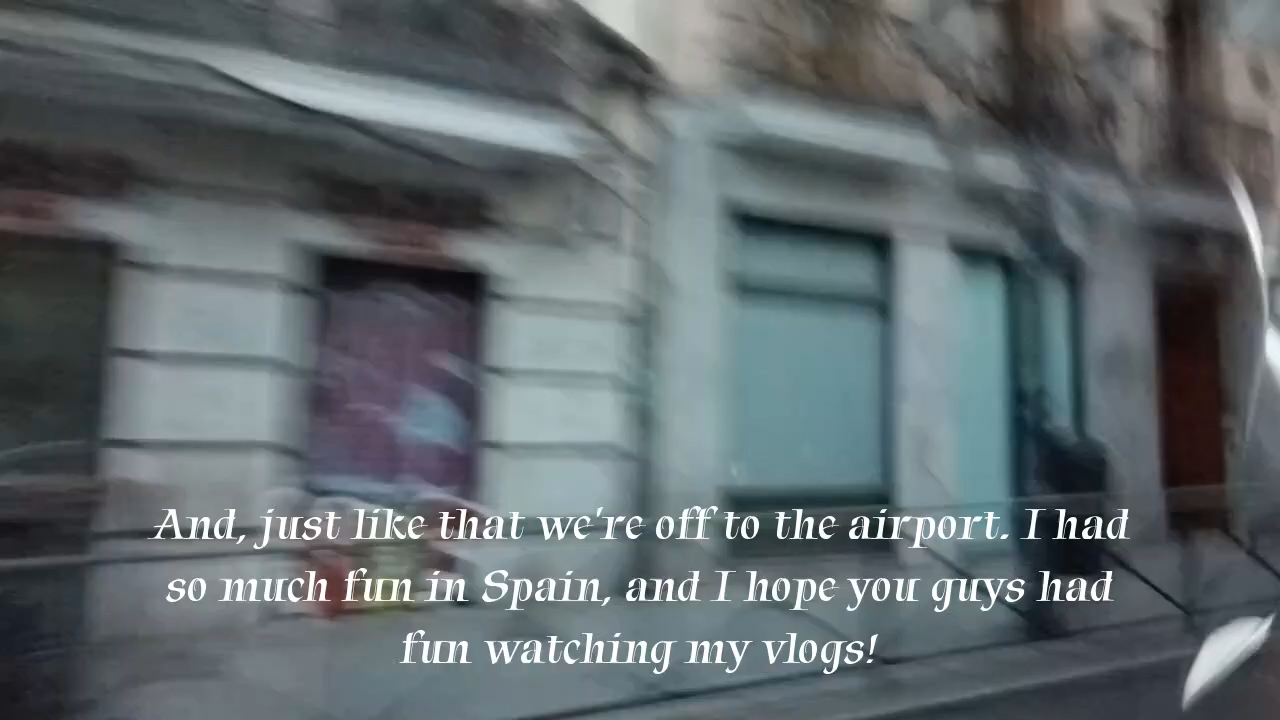 And, just like that we're off to the airport. I had
so much fun in Spain, and I hope you guys had
fun watching my vlogs!